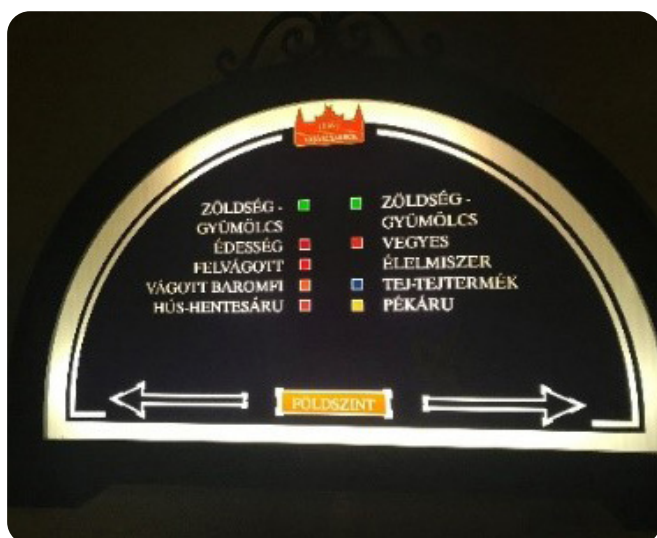 ZÖLDSÉG -
GYÜMÖLCS
ÉDESSÉG
FELVÁGOTT
VÁGOTT BAROMFI
HÚS-HENTESÁRU
ZÖLDSÉG -
GYÜMÖLCS
VEGYES
ÉLELMISZER
TEJ-TEJTERMÉK
PÉKÁRU
FÖLDSZINT